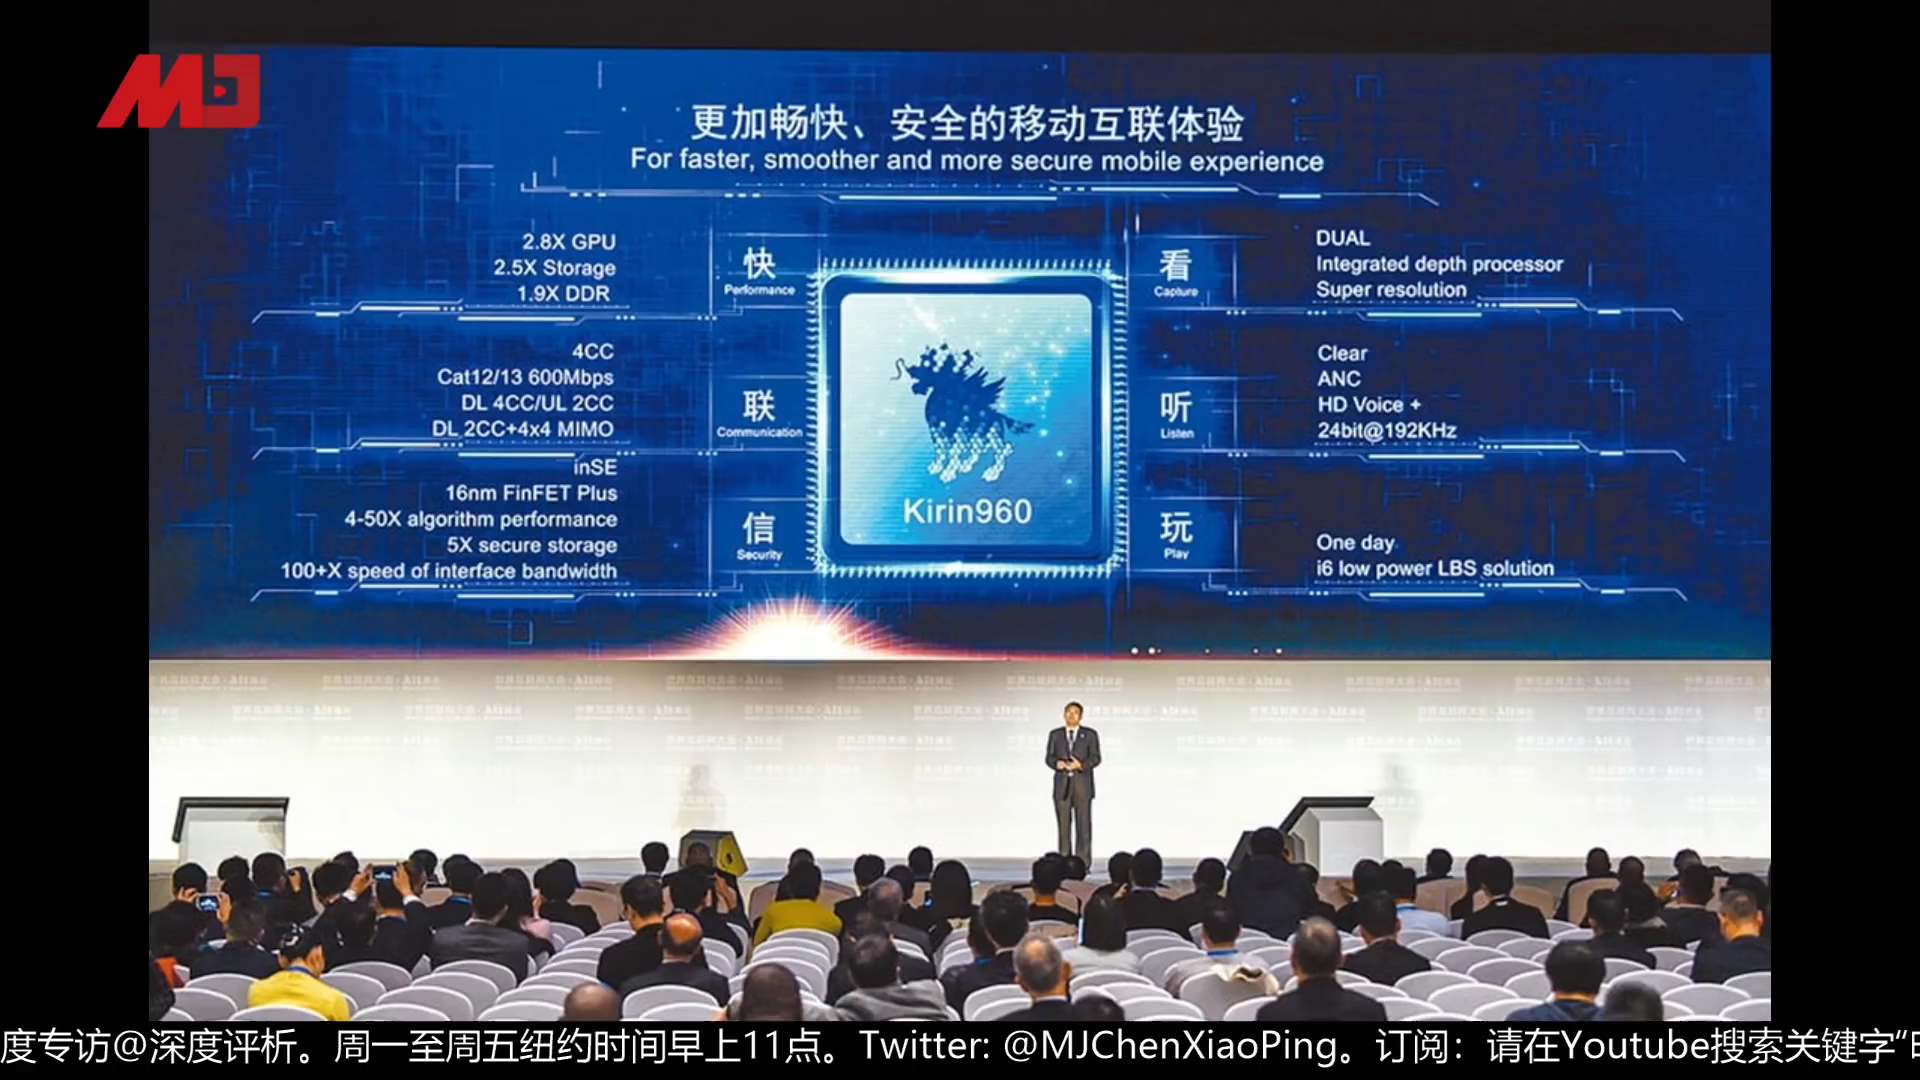 MJ
更加畅快、安全的移动互联体验
For faster, smoother and more secure mobile experience
2.8X GPU
2.5X Storage
1.9X DDR
快
Performance
4CC
Cat12/13 600Mbps
DL 4CC/UL 2CC
DL 2CC+4x4 MIMO
联
Communication
inSE
16nm FinFET Plus
4-50X algorithm performance
5X secure storage
100+X speed of interface bandwidth
信
Security
Kirin960
看
Capture
DUAL
Integrated depth processor
Super resolution
听
Listen
Clear
ANC
HD Voice +
24bit@192KHz
玩
Play
One day
i6 low power LBS solution
度专访@深度评析。周一至周五纽约时间早上11点。Twitter: @MJChenXiaoPing。订阅：请在Youtube搜索关键字“